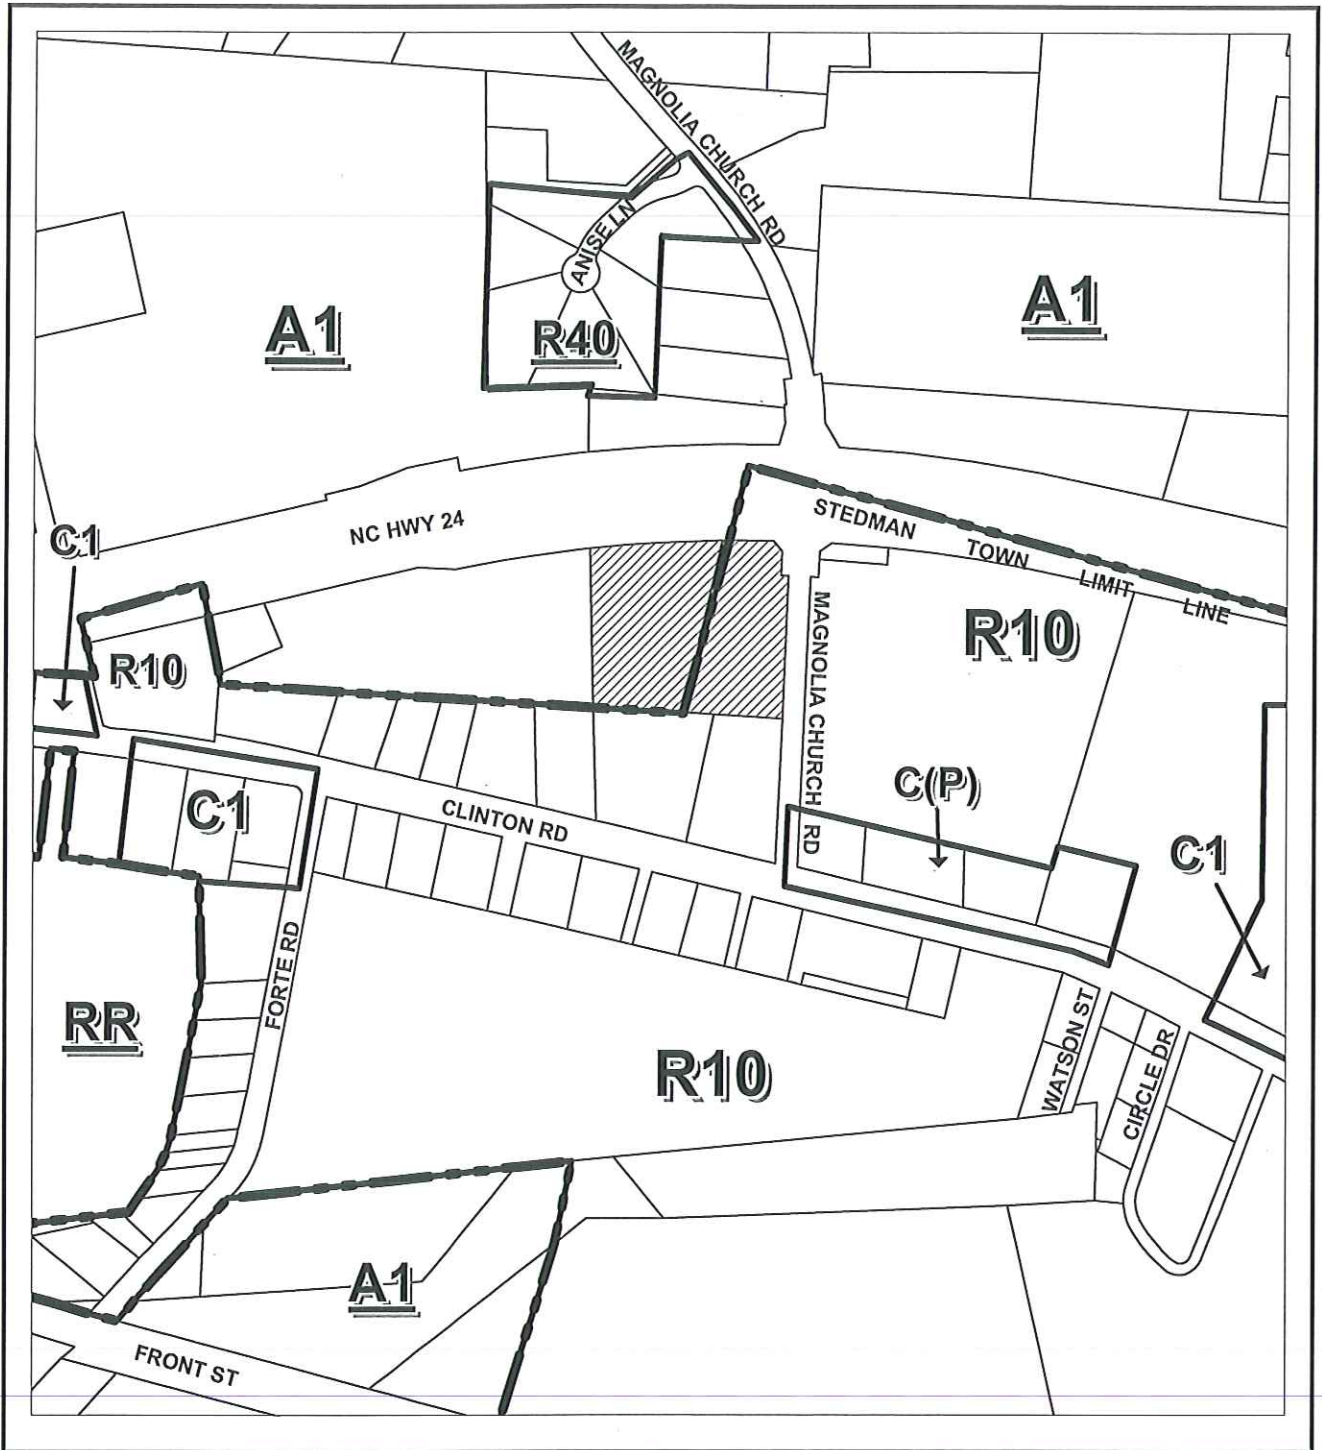 MAGNOLIA CHURCH RD
ANISE LN
A1
R40
A1
NC HWY 24
C1
STEDMAN TOWN LIMIT LINE
R10
R10
MAGNOLIA CHURCH RD
C(P)
C1
CLINTON RD
C1
FORTE RD
RR
R10
WATSON ST
CIRCLE DR
A1
FRONT ST